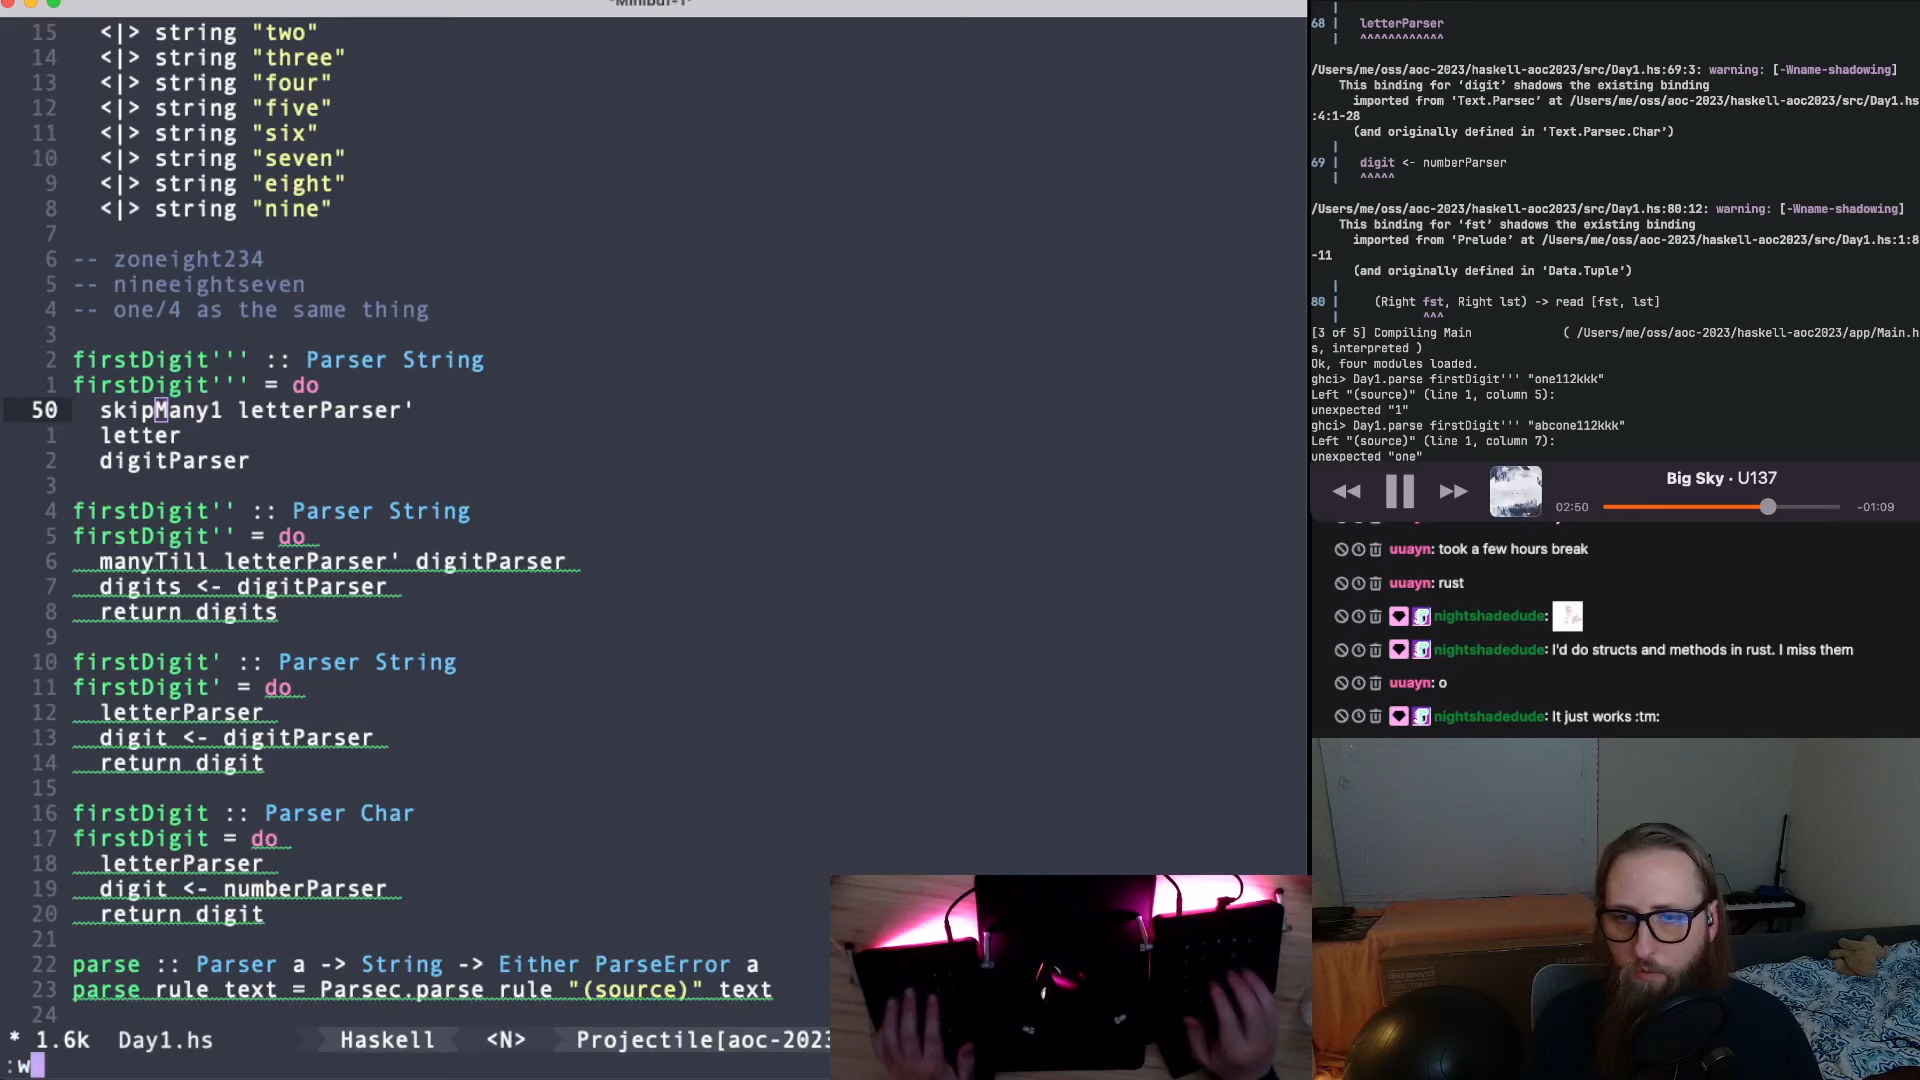 15 <|> string "two"
14 <|> string "three"
13 <|> string "four"
12 <|> string "five"
11 <|> string "six"
10 <|> string "seven"
9 <|> string "eight"
8 <|> string "nine"
7
6 -- zoneight234
5 -- nineeightseven
4 -- one/4 as the same thing
3
2 firstDigit''' :: Parser String
1 firstDigit''' = do
50 skipMany1 letterParser'
1 letter
2 digitParser
3
4 firstDigit'' :: Parser String
5 firstDigit'' = do
6 manyTill letterParser' digitParser
7 digits <- digitParser
8 return digits
9
10 firstDigit' :: Parser String
11 firstDigit' = do
12 letterParser
13 digit <- digitParser
14 return digit
15
16 firstDigit :: Parser Char
17 firstDigit = do
18 letterParser
19 digit <- numberParser
20 return digit
21
22 parse :: Parser a -> String -> Either ParseError a
23 parse rule text = Parsec.parse rule "(source)" text
24
* 1.6k Day1.hs Haskell <N> Projectile[aoc-2023
:w
68 | letterParser
| ^^^^^^^^^^^^
/Users/me/oss/aoc-2023/haskell-aoc2023/src/Day1.hs:69:3: warning: [-Wname-shadowing]
This binding for ‘digit’ shadows the existing binding
imported from ‘Text.Parsec’ at /Users/me/oss/aoc-2023/haskell-aoc2023/src/Day1.hs
:4:1-28
(and originally defined in ‘Text.Parsec.Char’)
|
69 | digit <- numberParser
| ^^^^^
/Users/me/oss/aoc-2023/haskell-aoc2023/src/Day1.hs:80:12: warning: [-Wname-shadowing]
This binding for ‘fst’ shadows the existing binding
imported from ‘Prelude’ at /Users/me/oss/aoc-2023/haskell-aoc2023/src/Day1.hs:1:8
-11
(and originally defined in ‘Data.Tuple’)
|
80 | (Right fst, Right lst) -> read [fst, lst]
| ^^^
[3 of 5] Compiling Main ( /Users/me/oss/aoc-2023/haskell-aoc2023/app/Main.h
s, interpreted )
Ok, four modules loaded.
ghci> Day1.parse firstDigit''' "one112kkk"
Left "(source)" (line 1, column 5):
unexpected "1"
ghci> Day1.parse firstDigit''' "abcone112kkk"
Left "(source)" (line 1, column 7):
unexpected "one"
Big Sky · U137
02:50 -01:09
uuayn: took a few hours break
uuayn: rust
nightshadedude:
nightshadedude: I'd do structs and methods in rust. I miss them
uuayn: o
nightshadedude: It just works :tm: